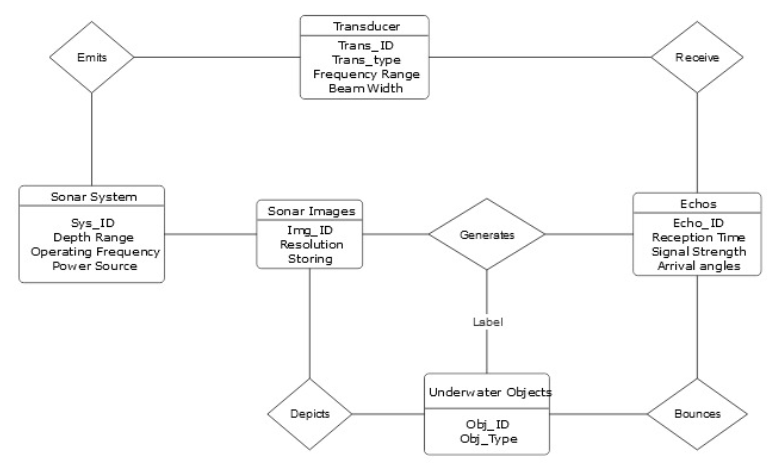 Transducer
Trans_ID
Trans_type
Frequency Range
Beam Width
Emits
Receive
Sonar System
Sys_ID
Depth Range
Operating Frequency
Power Source
Sonar Images
Img_ID
Resolution
Storing
Generates
Echos
Echo_ID
Reception Time
Signal Strength
Arrival angles
Label
Depicts
Underwater Objects
Obj_ID
Obj_Type
Bounces